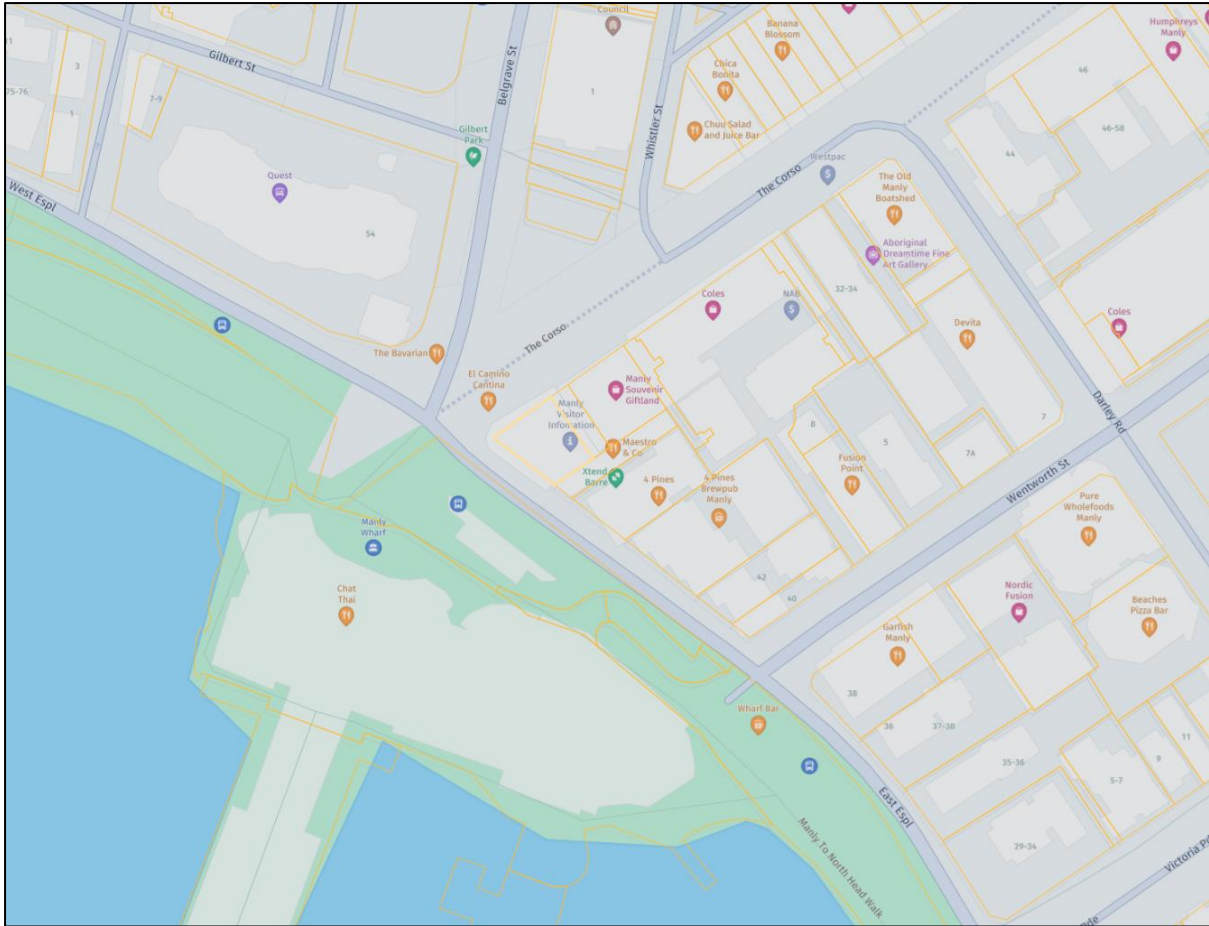 Council
Banana
Blossom
Humphreys
Manly
11
3
75-76
1
7-9
Gilbert St
Belgrave St
1
Chica
Bonita
46
Chuu Salad
and Juice Bar
46-58
Gilbert
Park
Whistler St
44
Westpac
The Corso
Quest
The Old
Manly
Boatshed
West Espl
54
Aboriginal
Dreamtime Fine
Art Gallery
32-34
Coles
NAB
Coles
Devita
The Corso
The Bavarian
El Camino
Cantina
Manly
Souvenir
Giftland
Manly
Visitor
Information
Darley Rd
7
8
5
7A
Maestro
& Co
Xtend
Barre
4 Pines
4 Pines
Brewpub
Manly
Fusion
Point
Wentworth St
Pure
Wholefoods
Manly
Manly
Wharf
42
40
Chat
Thai
Nordic
Fusion
Beaches
Pizza Bar
Garfish
Manly
38
36
37-38
Wharf Bar
35-36
11
9
5-7
East Espl
29-34
Manly To North Head Walk
Victoria Pde